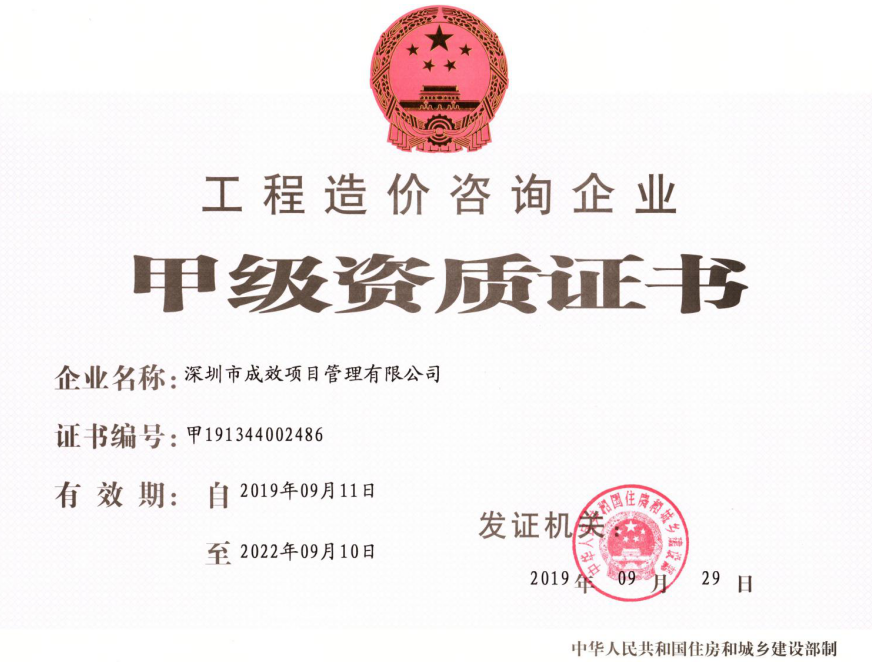 工程造价咨询企业
甲级资质证书
企业名称：深圳市成效项目管理有限公司
证书编号：甲191344002486
有 效 期： 自 2019年09月11日
至 2022年09月10日
发证机关：
中华人民共和国住房和城乡建设部
2019 年 09 月 29 日
中华人民共和国住房和城乡建设部制